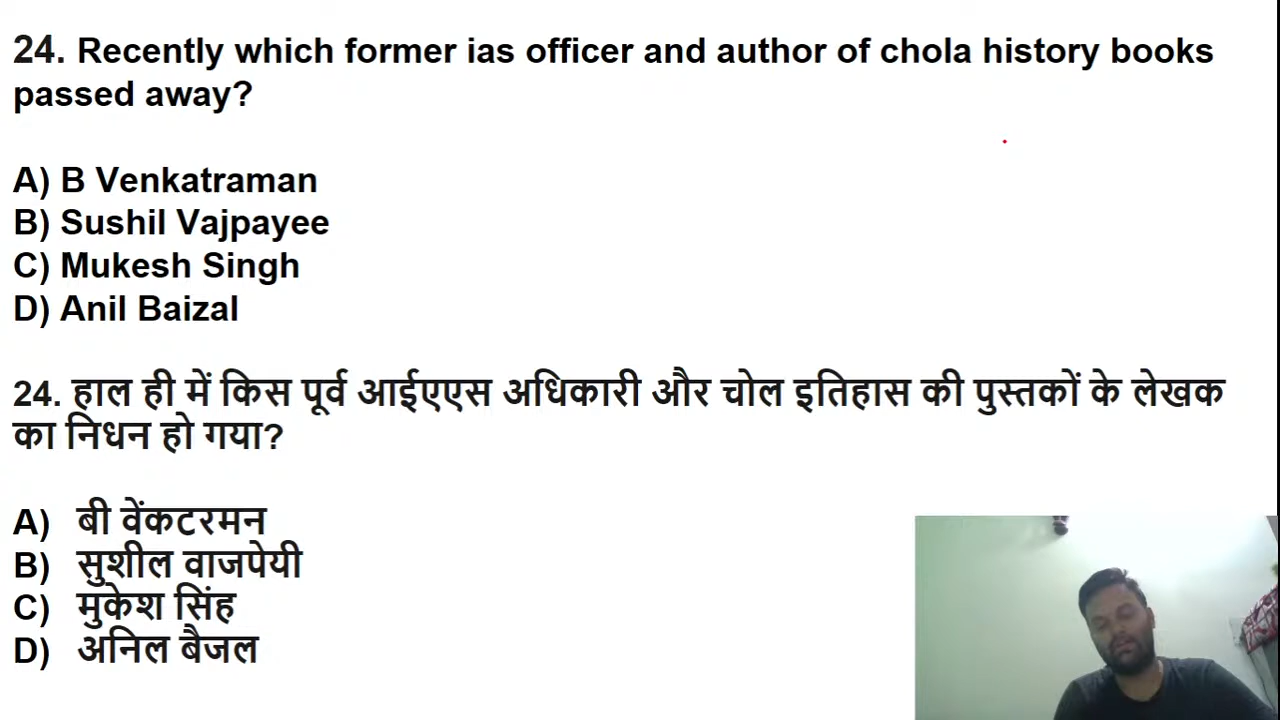 24. Recently which former ias officer and author of chola history books
passed away?
A) B Venkatraman
B) Sushil Vajpayee
C) Mukesh Singh
D) Anil Baizal
24. हाल ही में किस पूर्व आईएएस अधिकारी और चोल इतिहास की पुस्तकों के लेखक
का निधन हो गया?
A) बी वेंकटरमन
B) सुशील वाजपेयी
C) मुकेश सिंह
D) अनिल बैजल